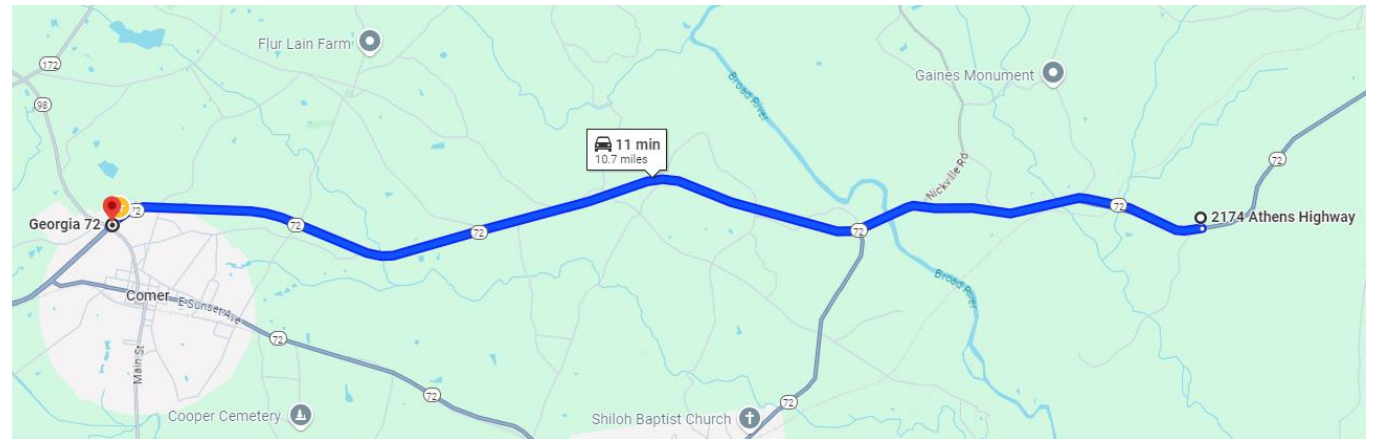 Flur Lain Farm
172
98
Broad River
Gaines Monument
11 min
10.7 miles
72
Nickville Rd
72
72
Georgia 72
72
72
72
2174 Athens Highway
72
Broad River
Comer
E Sunset Ave
72
Main St
72
72
Cooper Cemetery
Shiloh Baptist Church